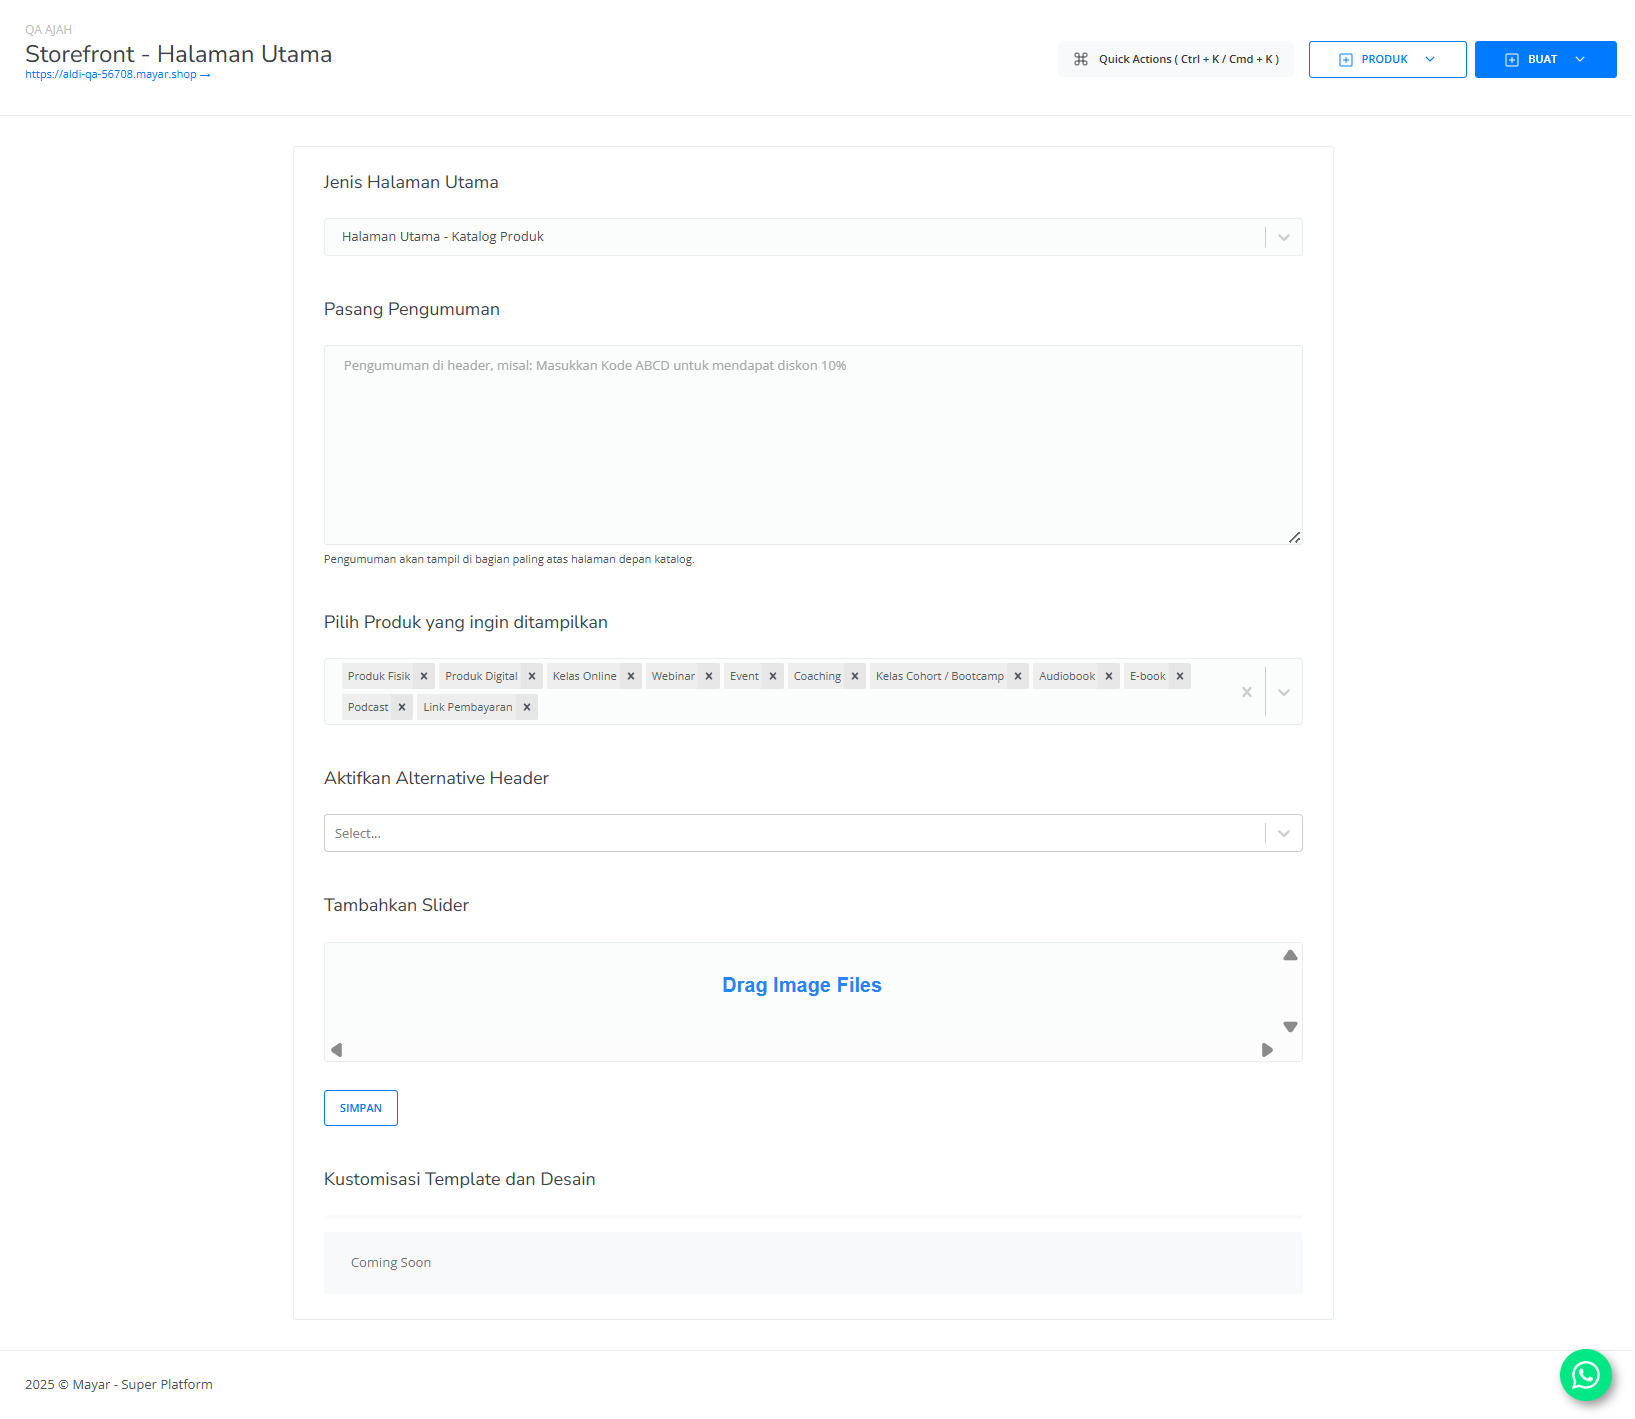 QA AJAH
Storefront - Halaman Utama
https://aldi-qa-56708.mayar.shop →
Quick Actions ( Ctrl + K / Cmd + K )
PRODUK
BUAT
Jenis Halaman Utama
Halaman Utama - Katalog Produk
Pasang Pengumuman
Pengumuman di header, misal: Masukkan Kode ABCD untuk mendapat diskon 10%
Pengumuman akan tampil di bagian paling atas halaman depan katalog.
Pilih Produk yang ingin ditampilkan
Produk Fisik × Produk Digital × Kelas Online × Webinar × Event × Coaching × Kelas Cohort / Bootcamp × Audiobook × E-book ×
Podcast × Link Pembayaran ×
Aktifkan Alternative Header
Select...
Tambahkan Slider
Drag Image Files
SIMPAN
Kustomisasi Template dan Desain
Coming Soon
2025 © Mayar - Super Platform